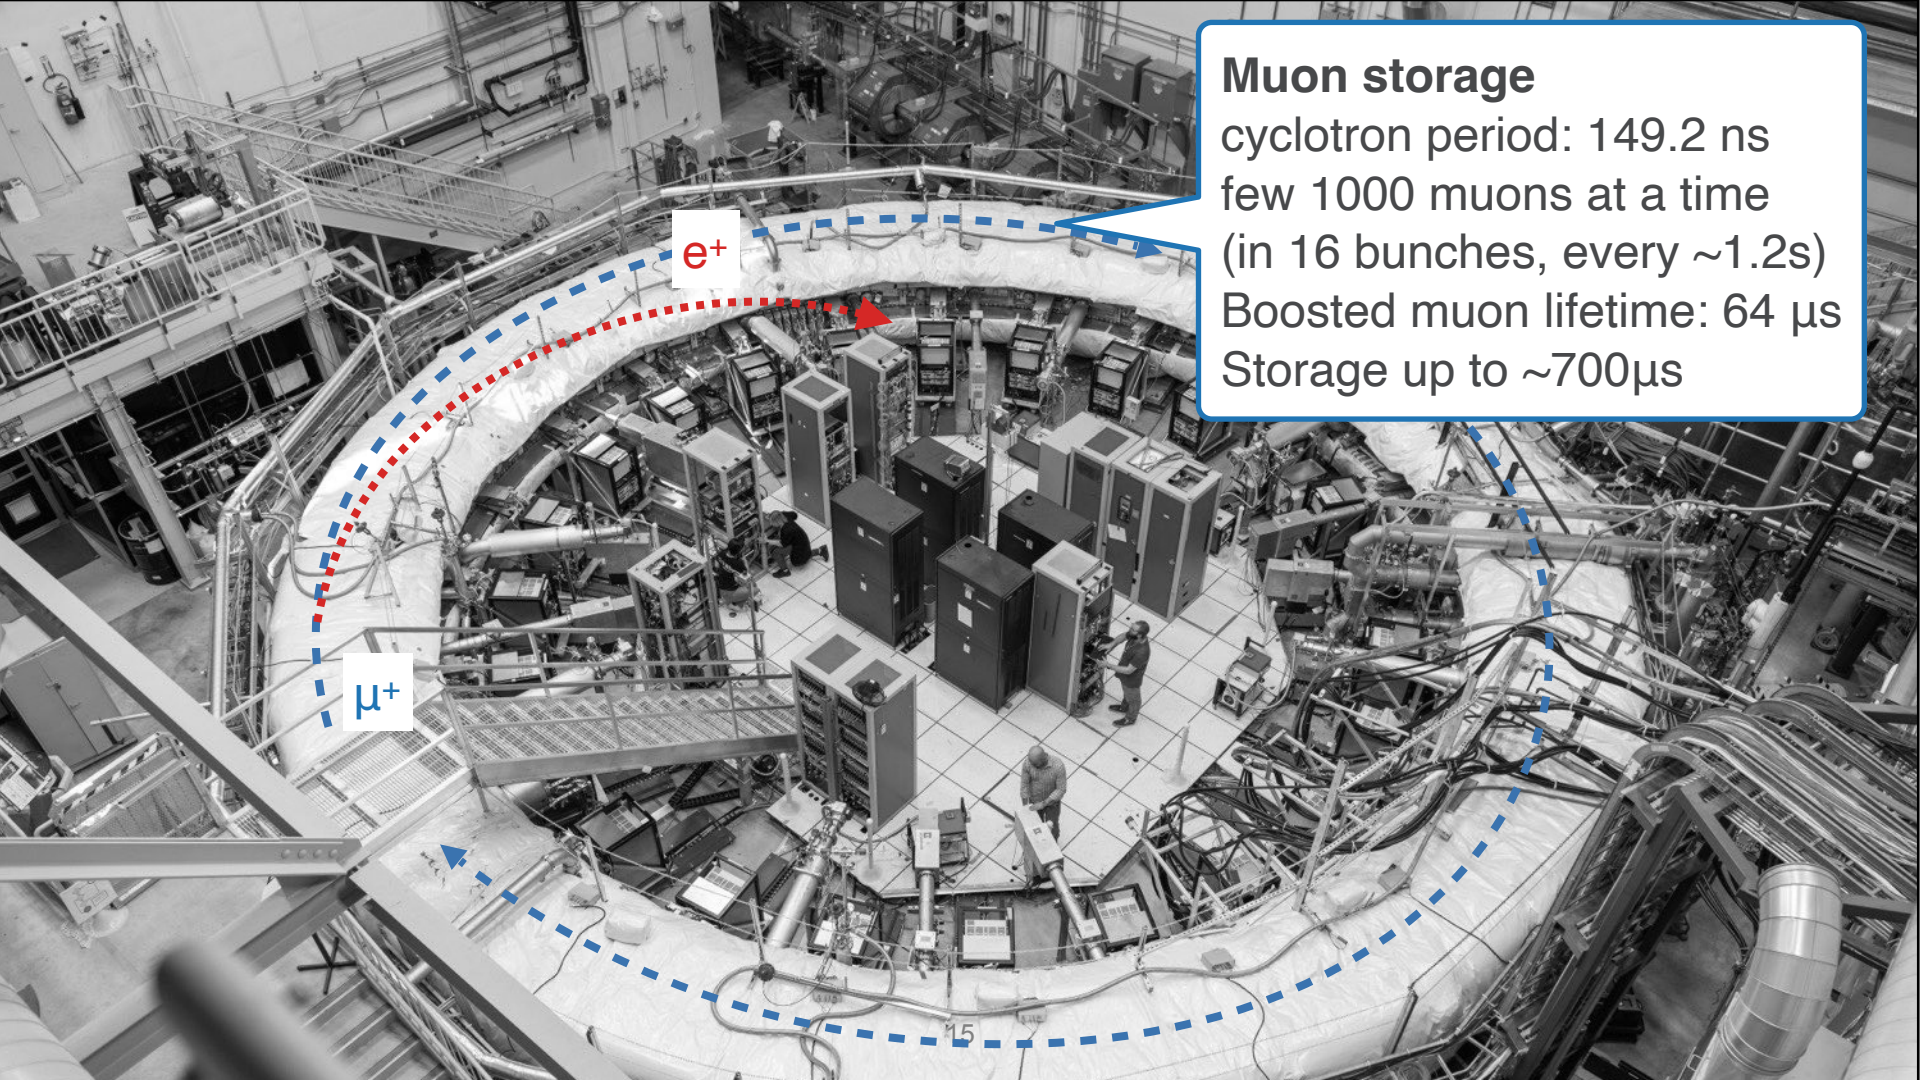 Muon storage
cyclotron period: 149.2 ns
few 1000 muons at a time
(in 16 bunches, every ~1.2s)
Boosted muon lifetime: 64 µs
Storage up to ~700µs
e⁺
µ⁺
15